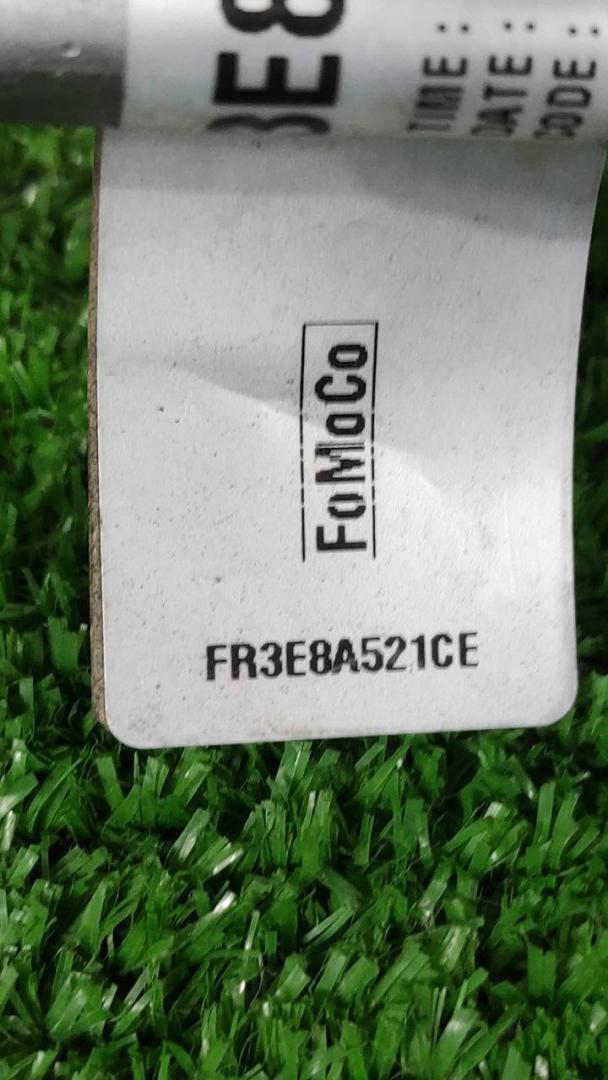 3E8
TIME:
DATE:
CODE:
FoMoCo
FR3E8A521CE